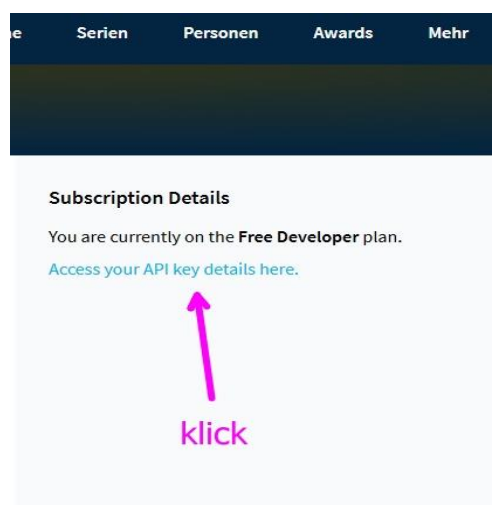 e Serien Personen Awards Mehr
Subscription Details
You are currently on the Free Developer plan.
Access your API key details here.
klick